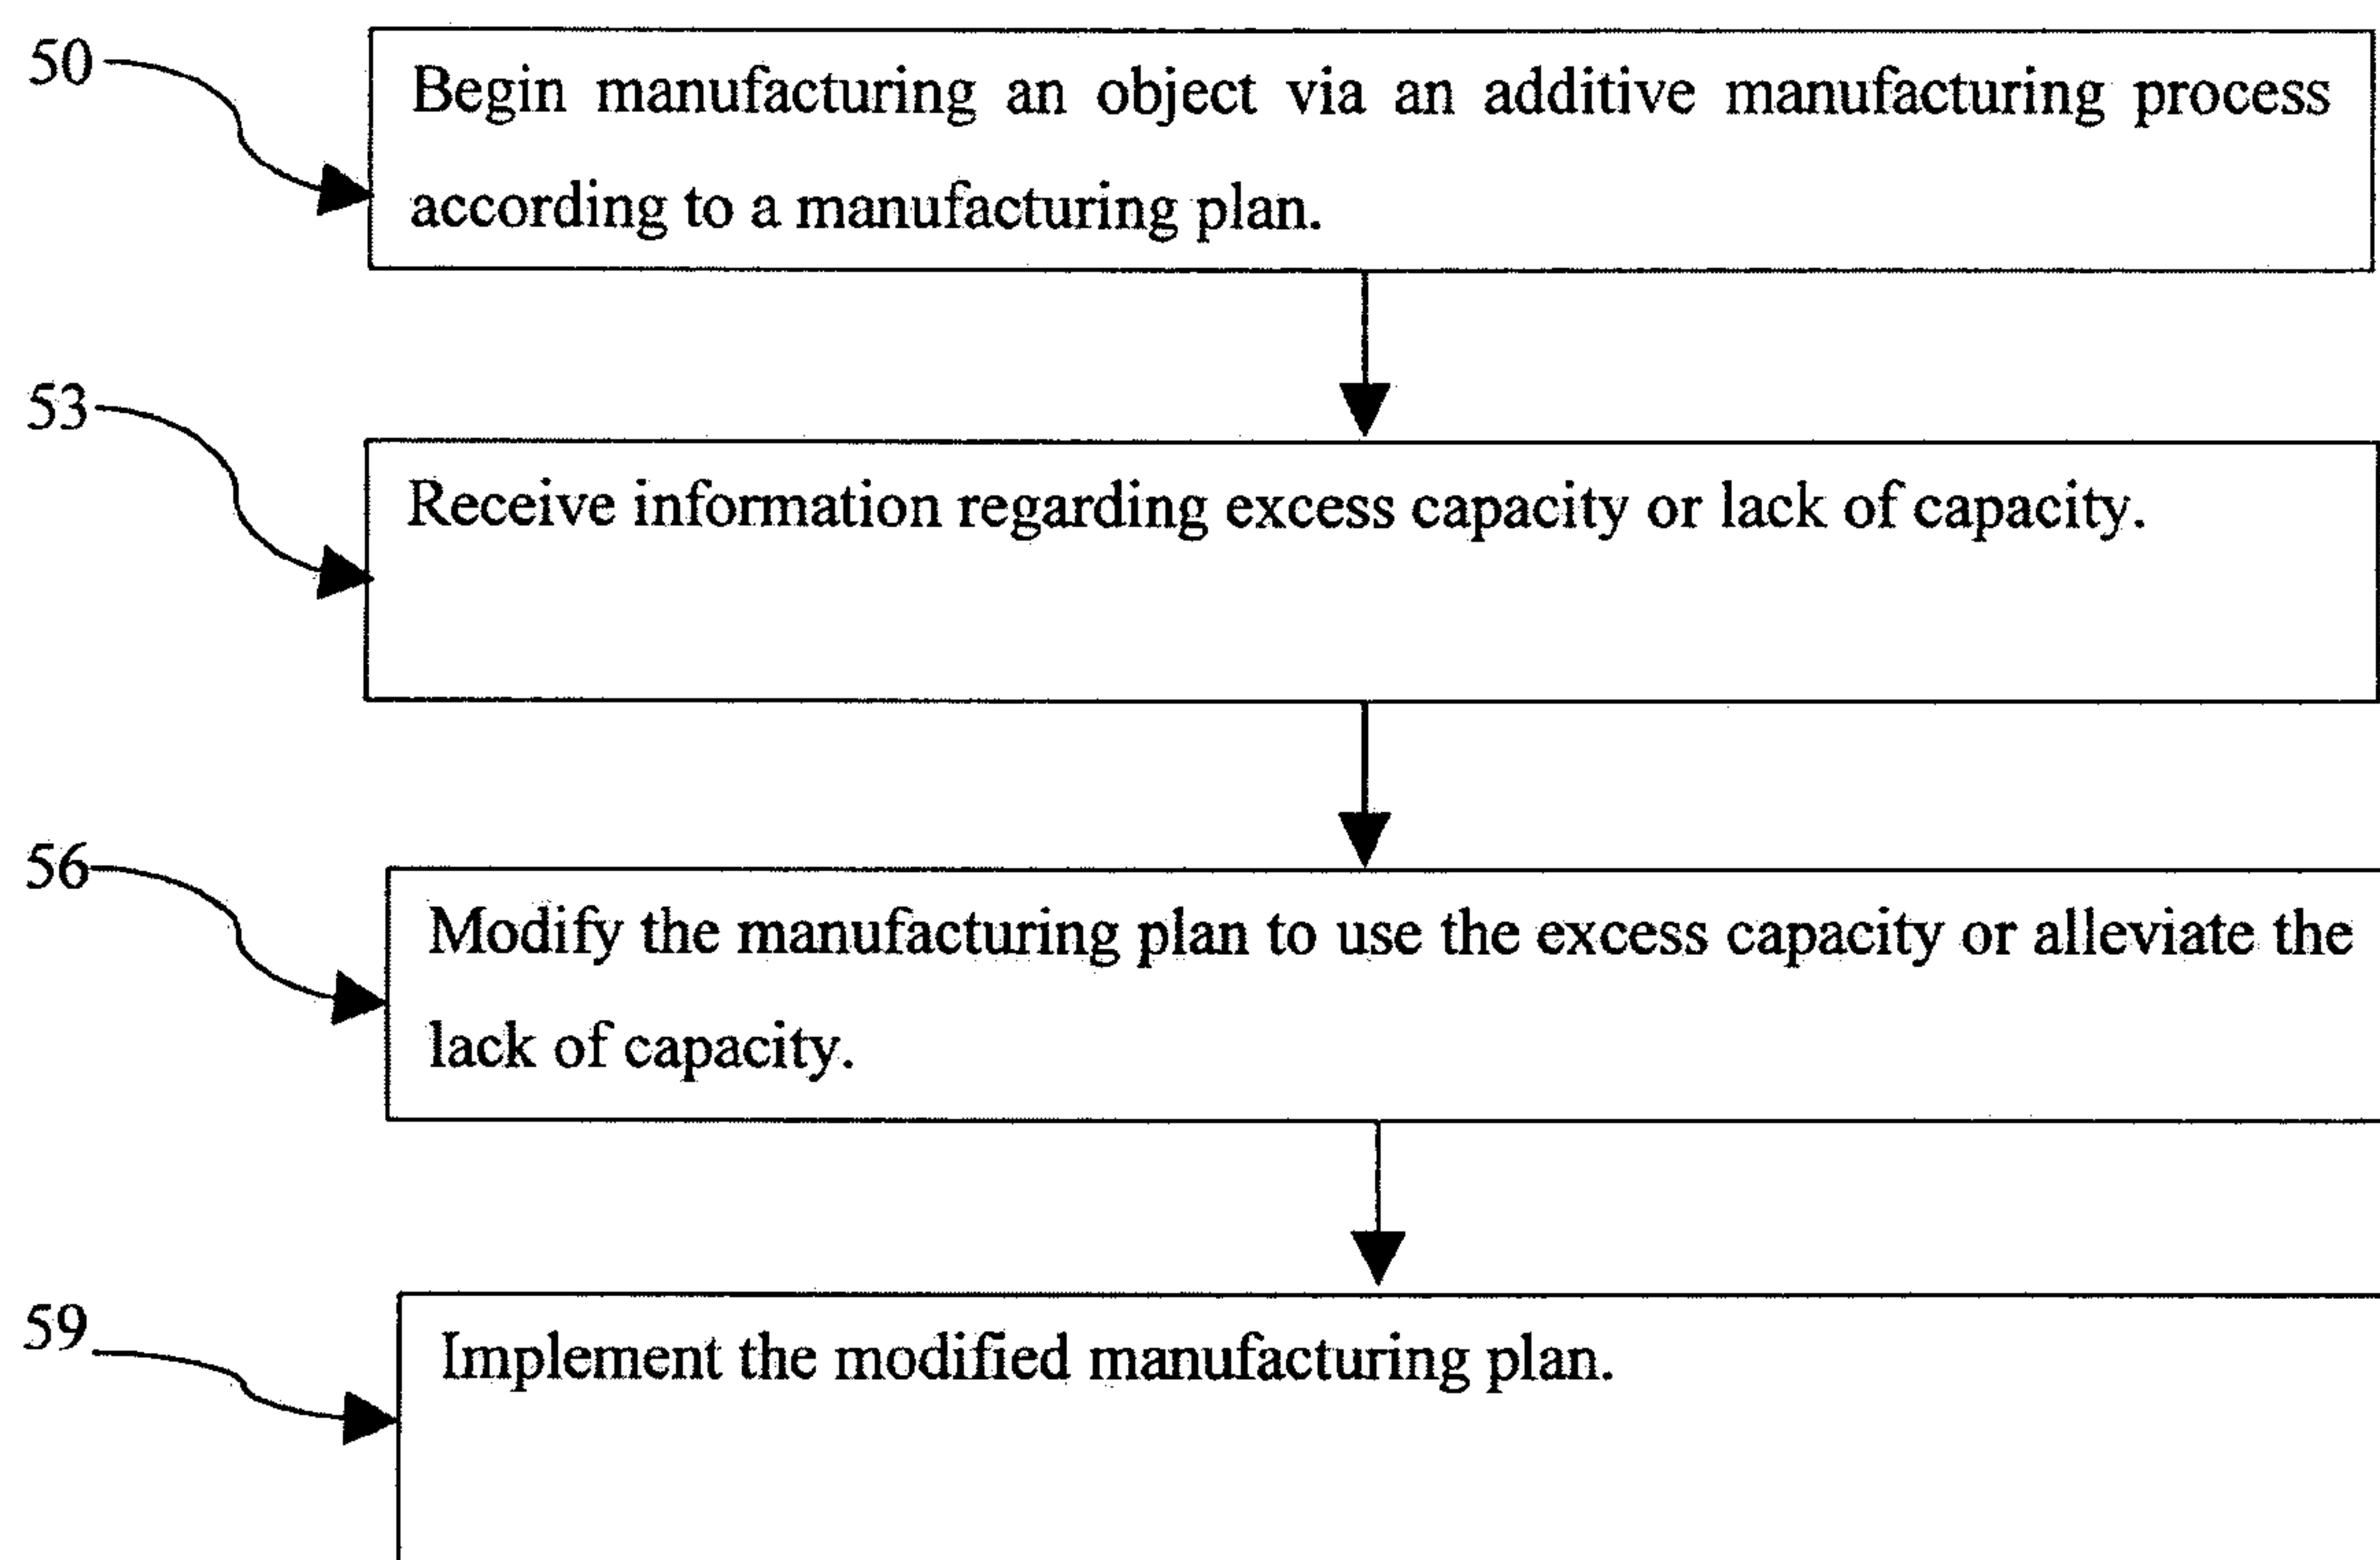 50
Begin manufacturing an object via an additive manufacturing process
according to a manufacturing plan.
53
Receive information regarding excess capacity or lack of capacity.
56
Modify the manufacturing plan to use the excess capacity or alleviate the
lack of capacity.
59
Implement the modified manufacturing plan.